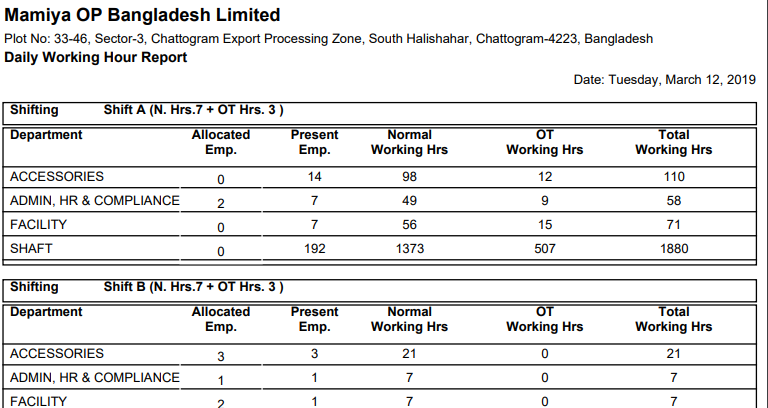 Mamiya OP Bangladesh Limited
Plot No: 33-46, Sector-3, Chattogram Export Processing Zone, South Halishahar, Chattogram-4223, Bangladesh
Daily Working Hour Report
Date: Tuesday, March 12, 2019
Shifting Shift A (N. Hrs.7 + OT Hrs. 3 )
Department Allocated Emp. Present Emp. Normal Working Hrs OT Working Hrs Total Working Hrs
ACCESSORIES 0 14 98 12 110
ADMIN, HR & COMPLIANCE 2 7 49 9 58
FACILITY 0 7 56 15 71
SHAFT 0 192 1373 507 1880
Shifting Shift B (N. Hrs.7 + OT Hrs. 3 )
Department Allocated Emp. Present Emp. Normal Working Hrs OT Working Hrs Total Working Hrs
ACCESSORIES 3 3 21 0 21
ADMIN, HR & COMPLIANCE 1 1 7 0 7
FACILITY 2 1 7 0 7